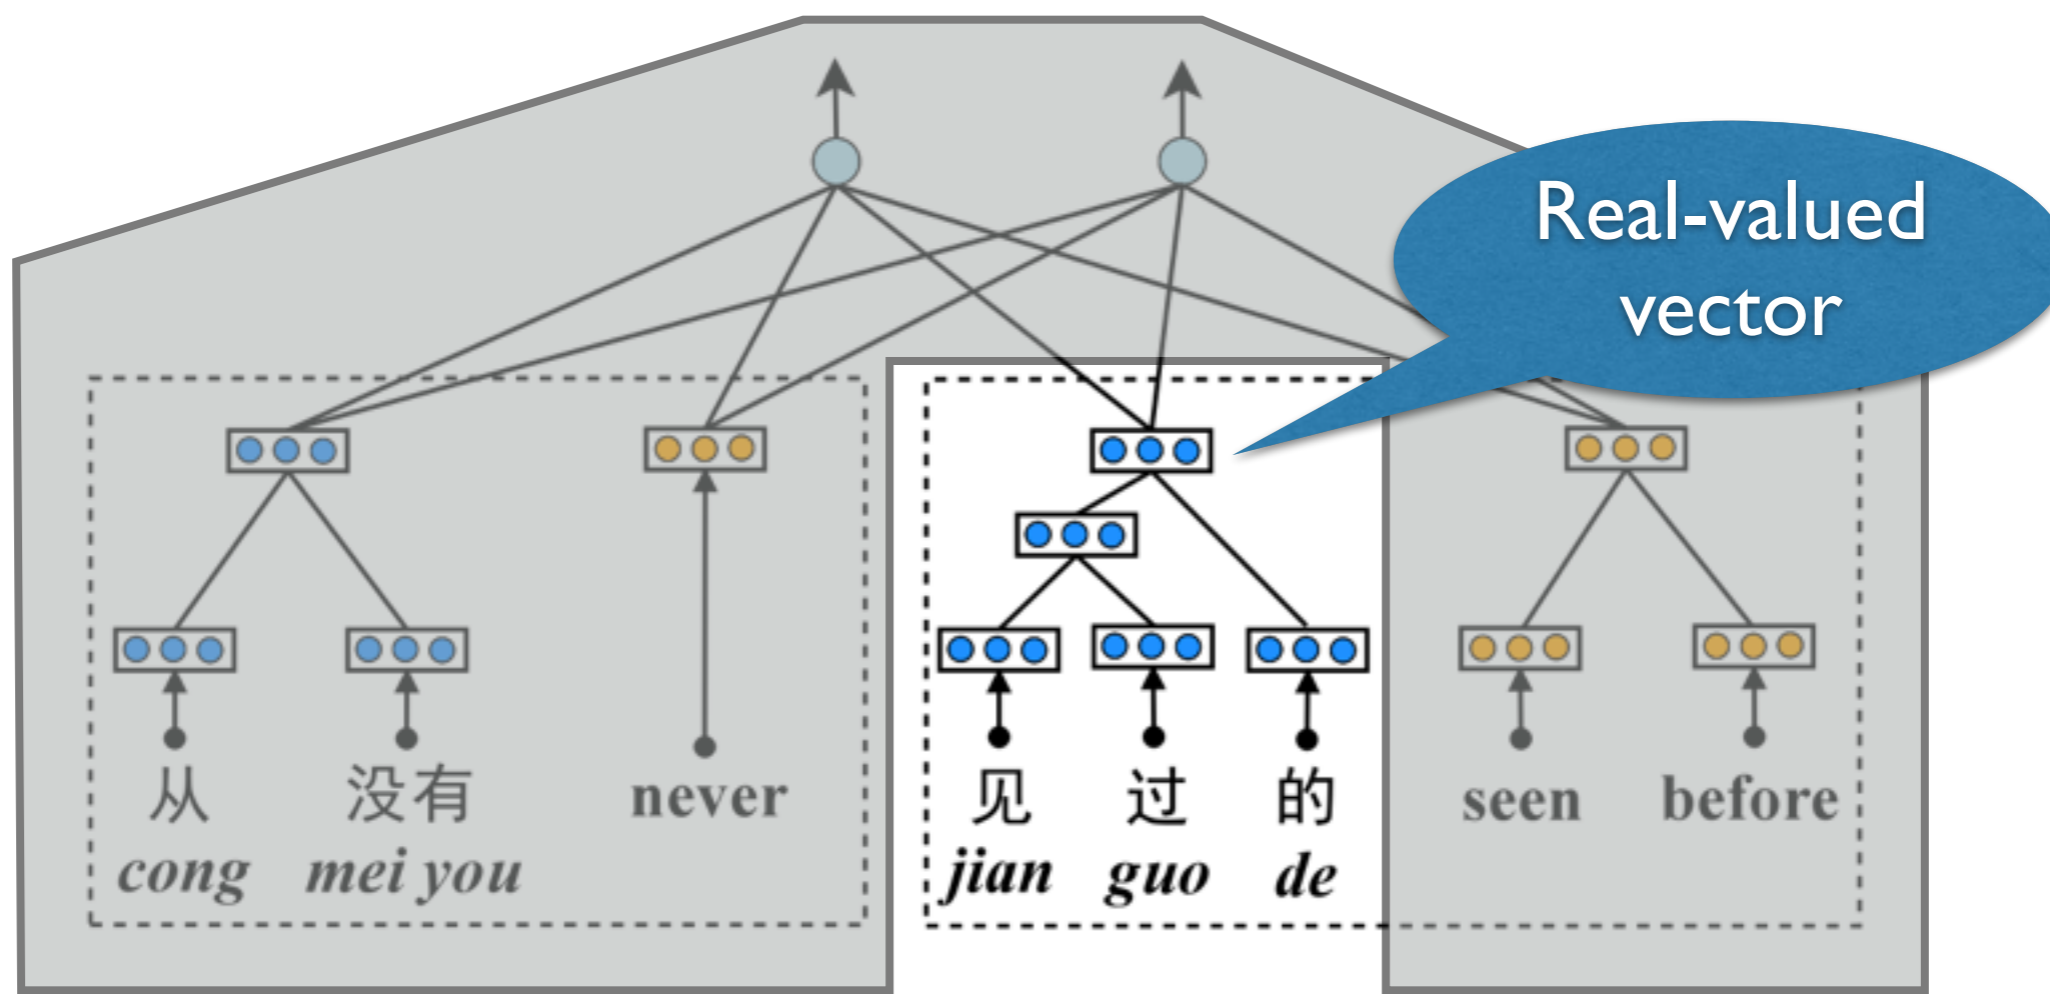 Real-valued
vector
从 没有 never 见 过 的 seen before
cong mei you jian guo de